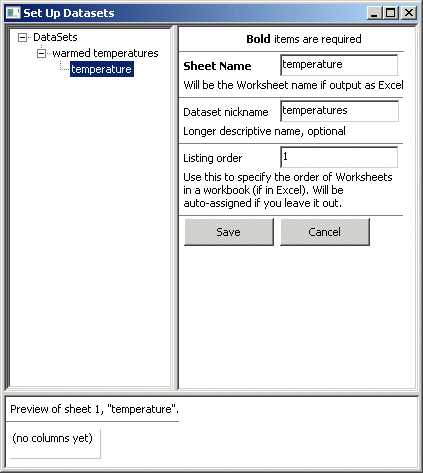 Set Up Datasets
DataSets
warmed temperatures
temperature
Bold items are required
Sheet Name temperature
Will be the Worksheet name if output as Excel
Dataset nickname temperatures
Longer descriptive name, optional
Listing order 1
Use this to specify the order of Worksheets
in a workbook (if in Excel). Will be
auto-assigned if you leave it out.
Save Cancel
Preview of sheet 1, "temperature".
(no columns yet)